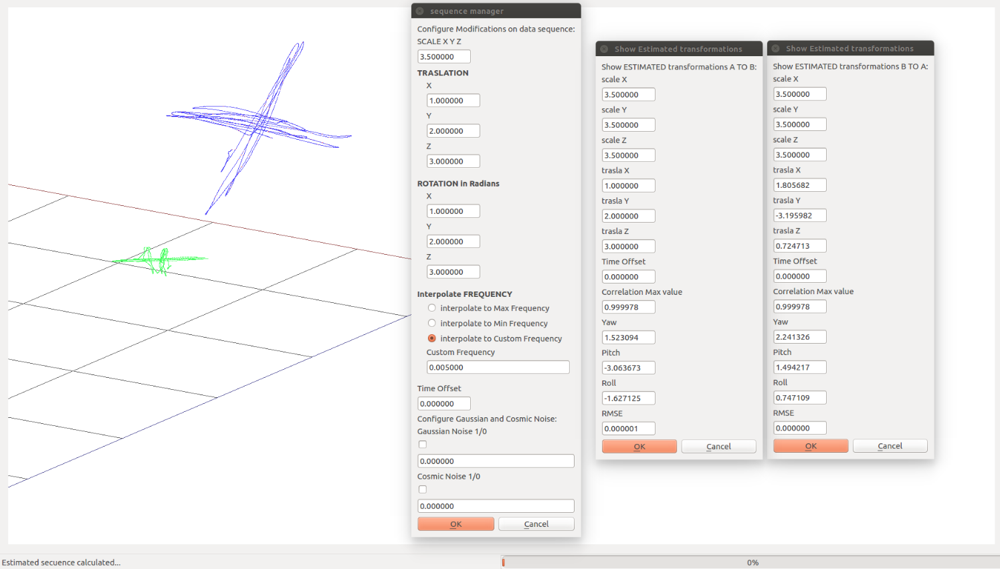 sequence manager
Configure Modifications on data sequence:
SCALE X Y Z
3.500000
TRASLATION
X
1.000000
Y
2.000000
Z
3.000000
ROTATION in Radians
X
1.000000
Y
2.000000
Z
3.000000
Interpolate FREQUENCY
interpolate to Max Frequency
interpolate to Min Frequency
interpolate to Custom Frequency
Custom Frequency
0.005000
Time Offset
0.000000
Configure Gaussian and Cosmic Noise:
Gaussian Noise 1/0
0.000000
Cosmic Noise 1/0
0.000000
OK Cancel
Show Estimated transformations
Show ESTIMATED transformations A TO B:
scale X
3.500000
scale Y
3.500000
scale Z
3.500000
trasla X
1.000000
trasla Y
2.000000
trasla Z
3.000000
Time Offset
0.000000
Correlation Max value
0.999978
Yaw
1.523094
Pitch
-3.063673
Roll
-1.627125
RMSE
0.000001
OK Cancel
Show Estimated transformations
Show ESTIMATED transformations B TO A:
scale X
3.500000
scale Y
3.500000
scale Z
3.500000
trasla X
1.805682
trasla Y
-3.195982
trasla Z
0.724713
Time Offset
0.000000
Correlation Max value
0.999978
Yaw
2.241326
Pitch
1.494217
Roll
0.747109
RMSE
0.000000
OK Cancel
Estimated secuence calculated...
0%